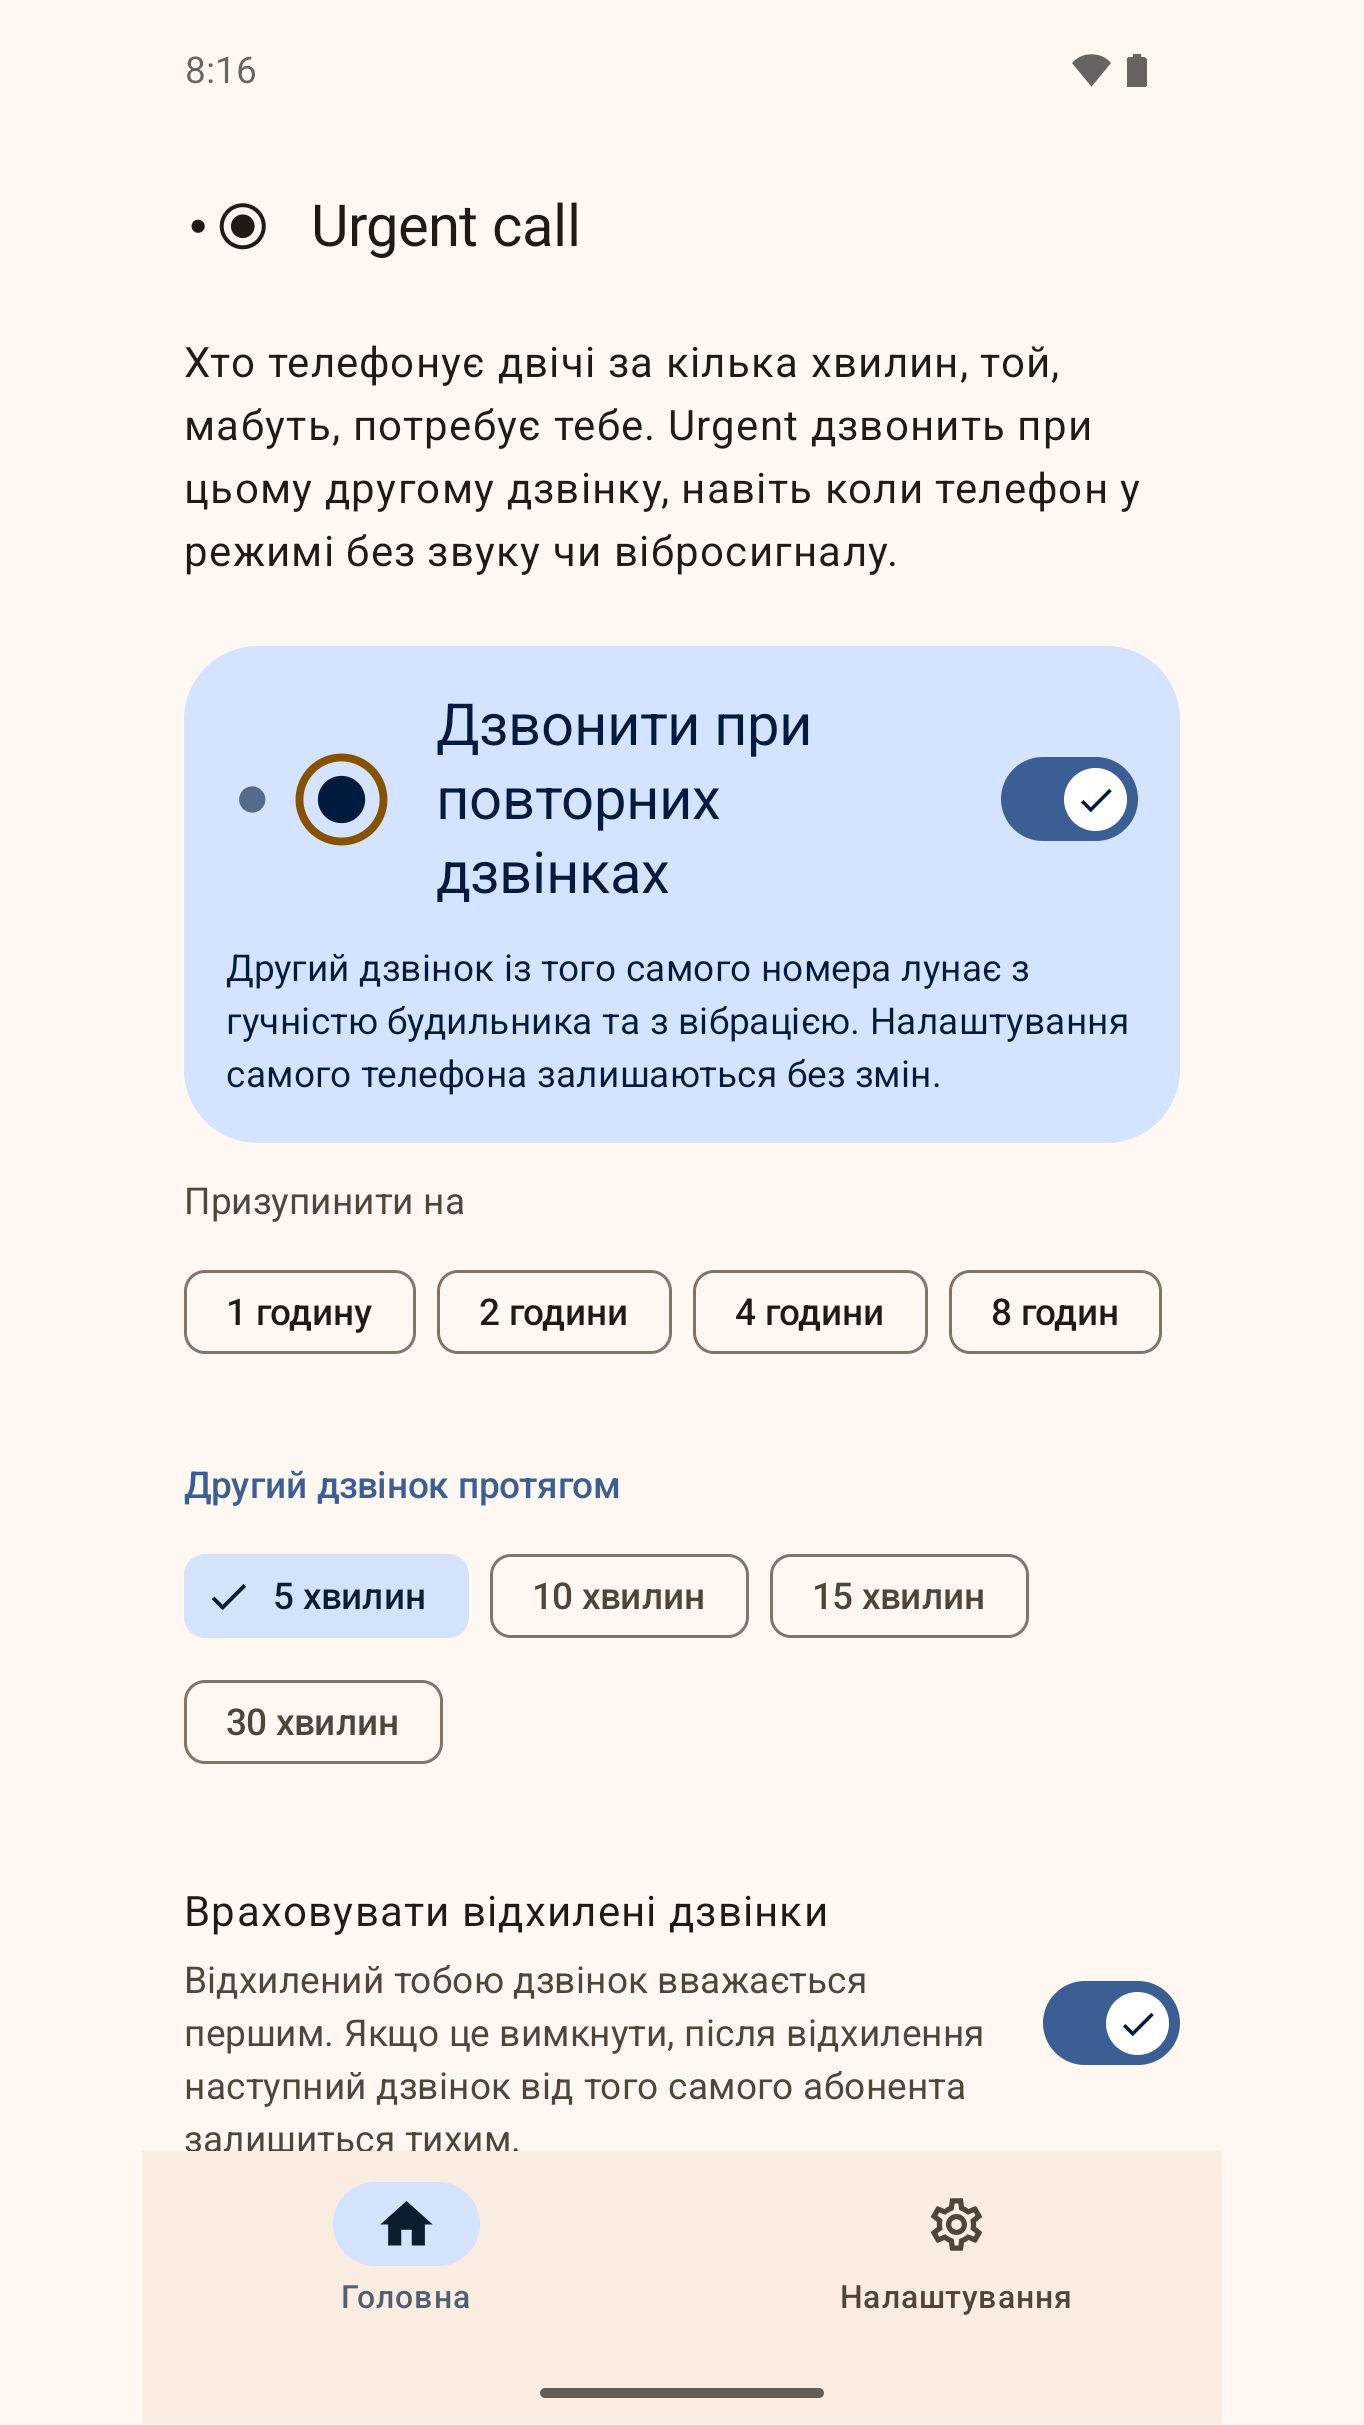 8:16
Urgent call
Хто телефонує двічі за кілька хвилин, той,
мабуть, потребує тебе. Urgent дзвонить при
цьому другому дзвінку, навіть коли телефон у
режимі без звуку чи вібросигналу.
Дзвонити при
повторних
дзвінках
Другий дзвінок із того самого номера лунає з
гучністю будильника та з вібрацією. Налаштування
самого телефона залишаються без змін.
Призупинити на
1 годину 2 години 4 години 8 годин
Другий дзвінок протягом
5 хвилин 10 хвилин 15 хвилин
30 хвилин
Враховувати відхилені дзвінки
Відхилений тобою дзвінок вважається
першим. Якщо це вимкнути, після відхилення
наступний дзвінок від того самого абонента
залишиться тихим.
Головна Налаштування